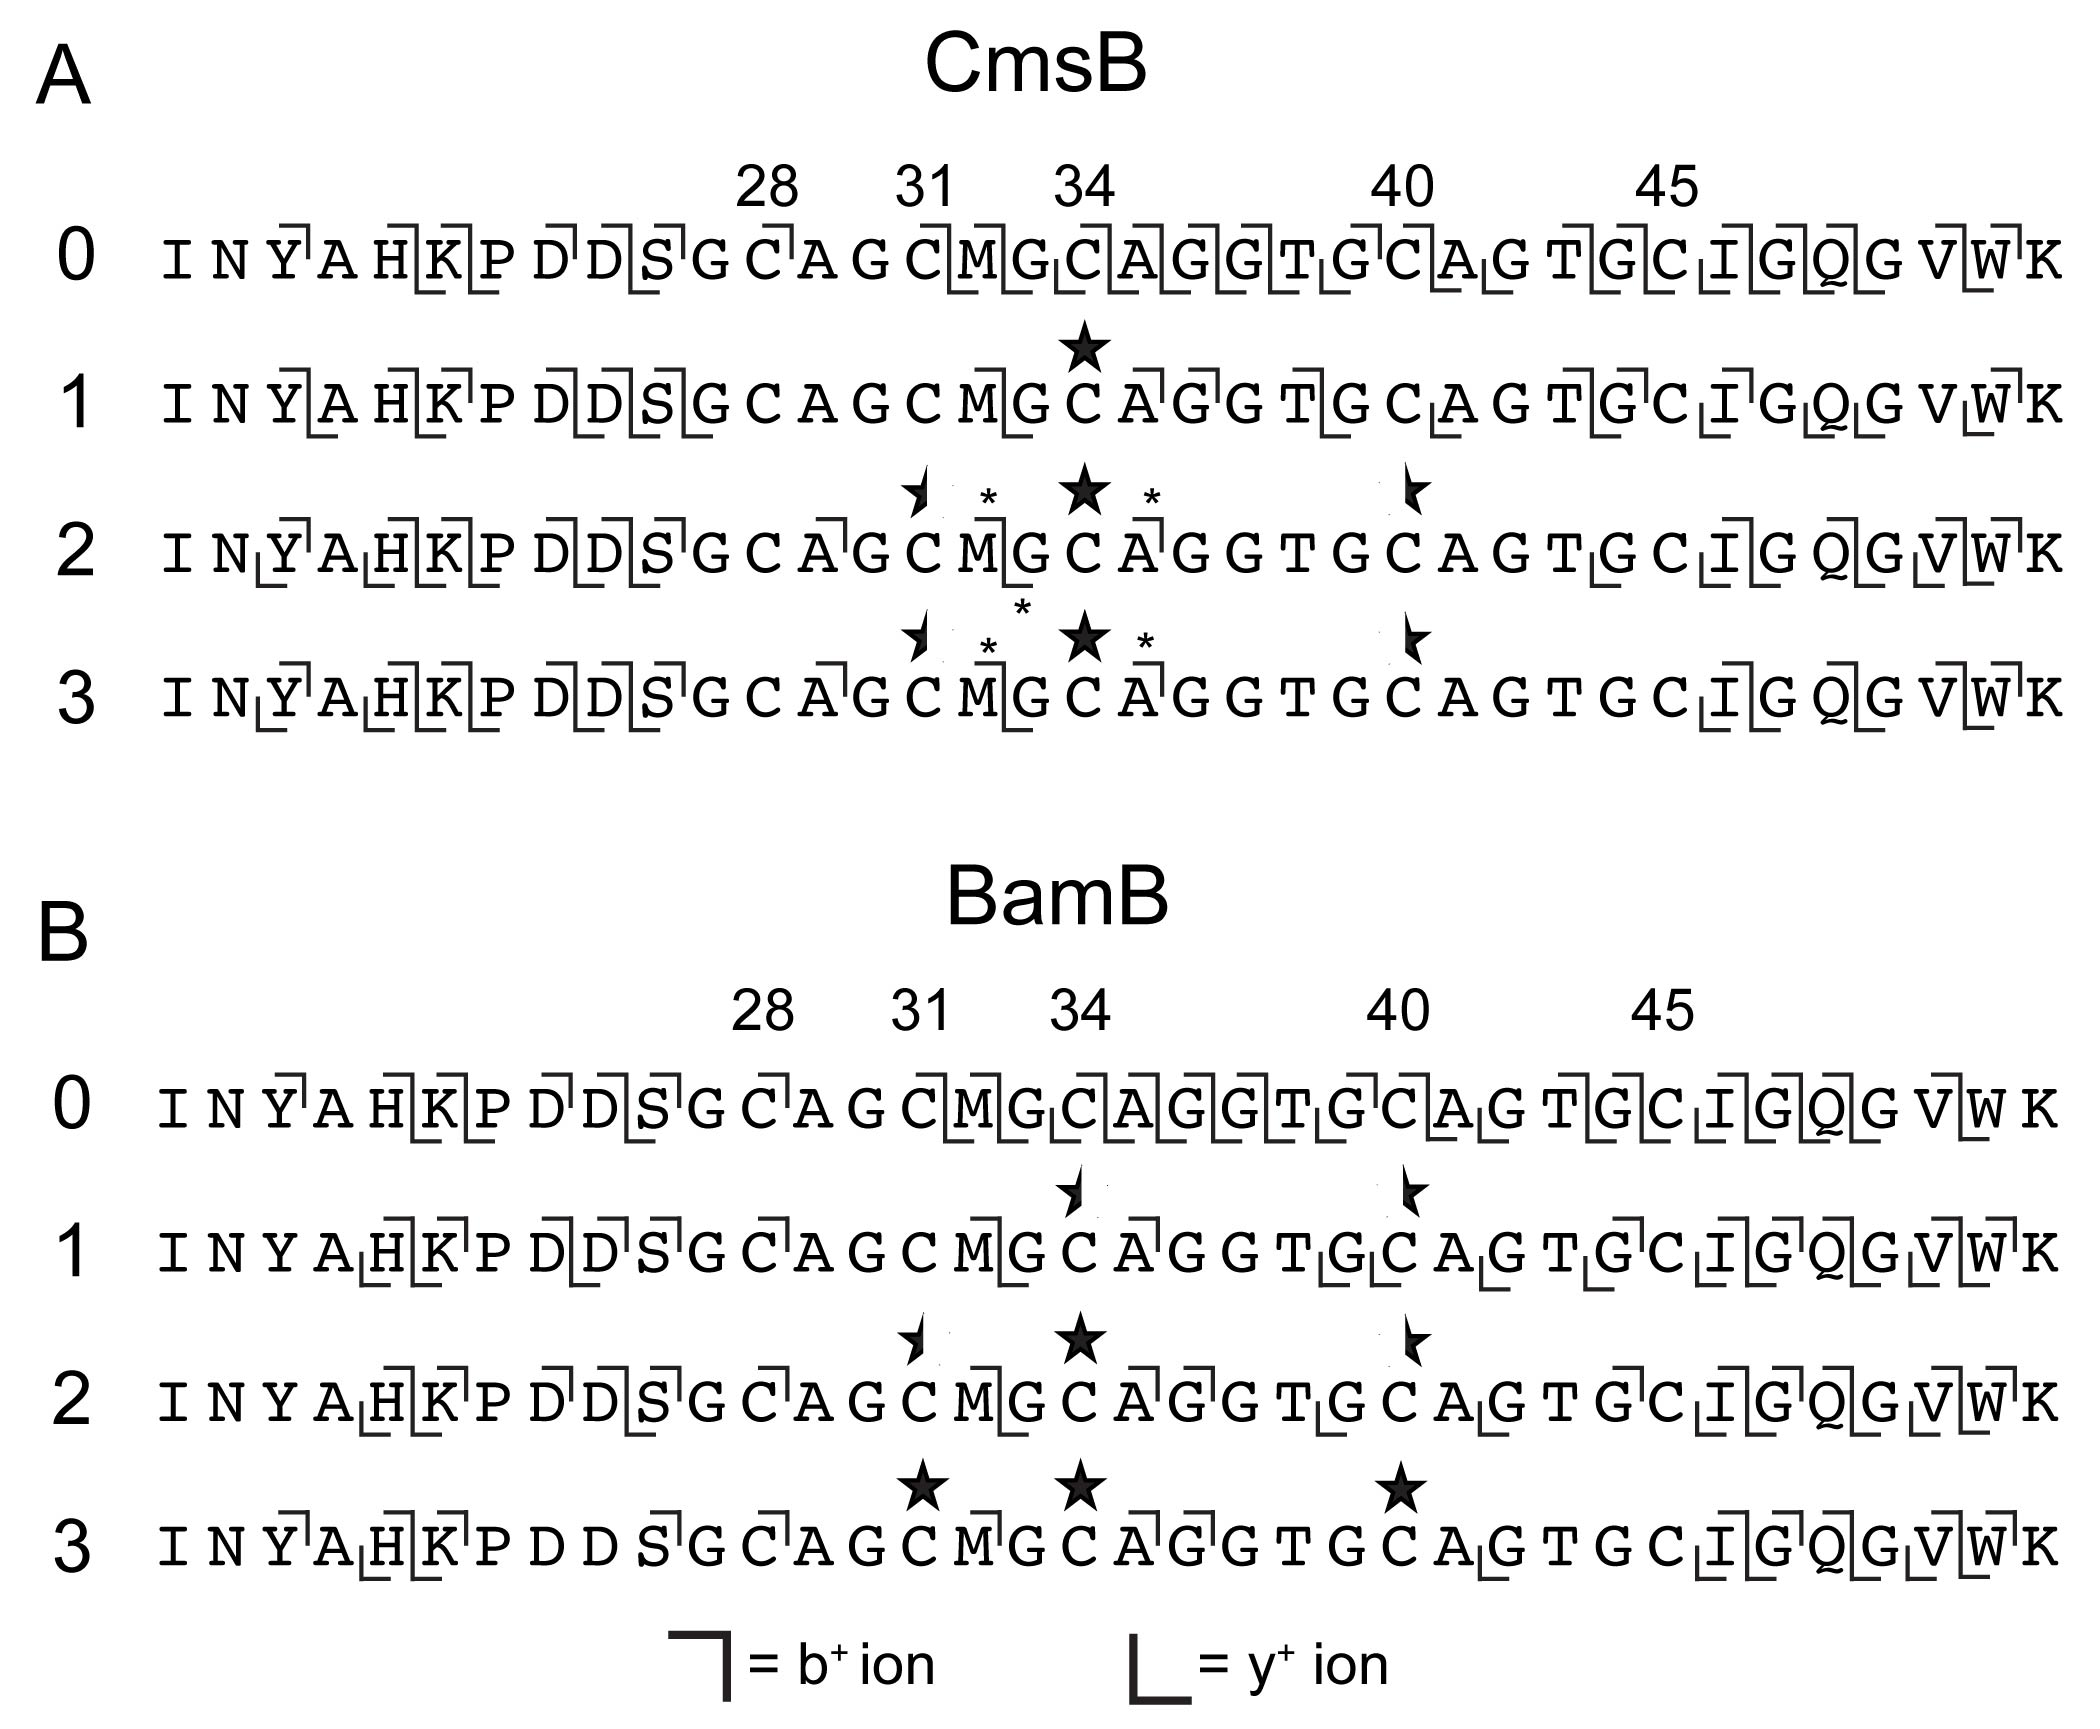 A
CmsB
28 31 34 40 45
0 I N Y A H K P D D S G C A G C M G C A G G T G C A G T G C I G Q G V W K
1 I N Y A H K P D D S G C A G C M G C A G G T G C A G T G C I G Q G V W K
* *
2 I N Y A H K P D D S G C A G C M G C A G G T G C A G T G C I G Q G V W K
*
* *
3 I N Y A H K P D D S G C A G C M G C A G G T G C A G T G C I G Q G V W K
B
BamB
28 31 34 40 45
0 I N Y A H K P D D S G C A G C M G C A G G T G C A G T G C I G Q G V W K
1 I N Y A H K P D D S G C A G C M G C A G G T G C A G T G C I G Q G V W K
2 I N Y A H K P D D S G C A G C M G C A G G T G C A G T G C I G Q G V W K
3 I N Y A H K P D D S G C A G C M G C A G G T G C A G T G C I G Q G V W K
= b⁺ ion = y⁺ ion